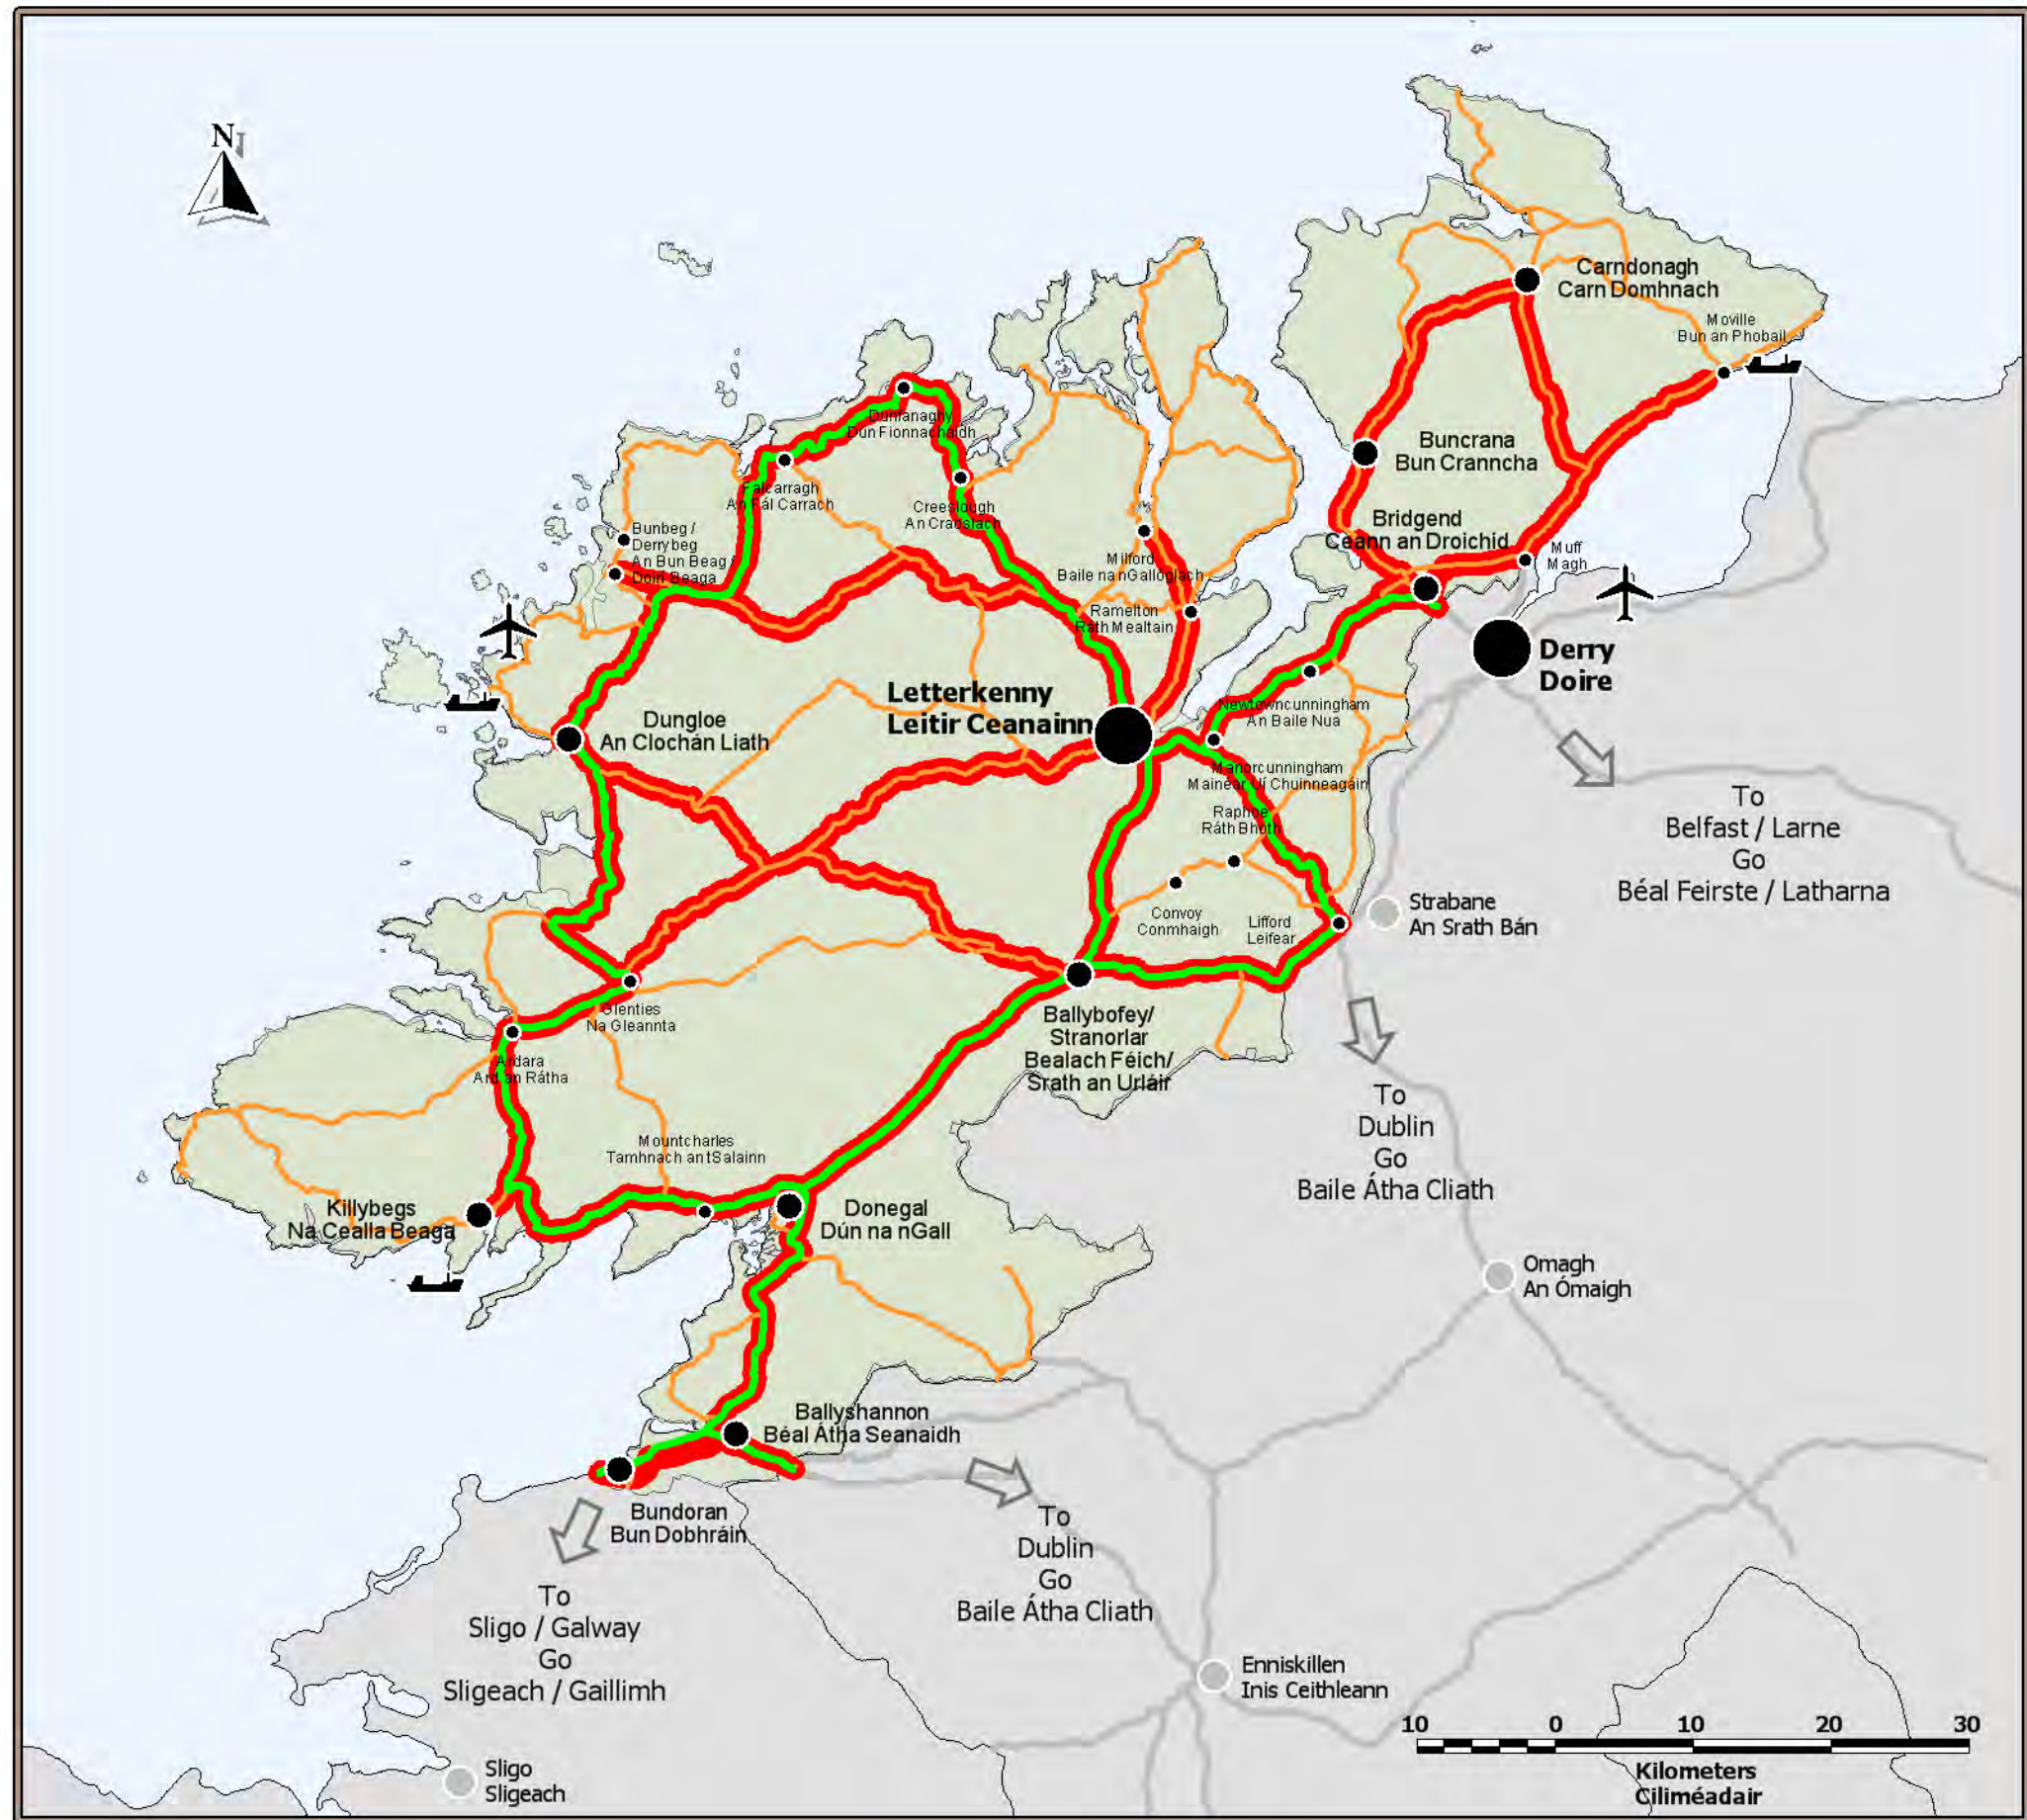 N
Carndonagh
Carn Domhnach
Moville
Bun an Phobail
Buncrana
Bun Cranncha
Bridgend
Ceann an Droichid
Muff
Magh
Dunfanaghy
Dún Fionnachaidh
Falcarragh
An Fál Carrach
Creeslough
An Craoslach
Bunbeg /
Derrybeg
An Bun Beag /
Doirí Beaga
Milford
Baile na nGallóglach
Ramelton
Ráth Mealtain
Derry
Doire
Letterkenny
Leitir Ceanainn
Newtowncunningham
An Baile Nua
Dungloe
An Clochán Liath
Manorcunningham
Mainéar Uí Chuinneagáin
Raphoe
Ráth Bhoth
To
Belfast / Larne
Go
Béal Feirste / Latharna
Convoy
Conmhaigh
Lifford
Leifear
Strabane
An Srath Bán
Glenties
Na Gleannta
Ballybofey/
Stranorlar
Bealach Féich/
Srath an Urláir
Ardara
Ard an Rátha
To
Dublin
Go
Baile Átha Cliath
Mountcharles
Tamhnach an tSalainn
Killybegs
Na Cealla Beaga
Donegal
Dún na nGall
Omagh
An Ómaigh
Ballyshannon
Béal Átha Seanaidh
Bundoran
Bun Dobhráin
To
Dublin
Go
Baile Átha Cliath
To
Sligo / Galway
Go
Sligeach / Gaillimh
Enniskillen
Inis Ceithleann
Sligo
Sligeach
10 0 10 20 30
Kilometers
Ciliméadair